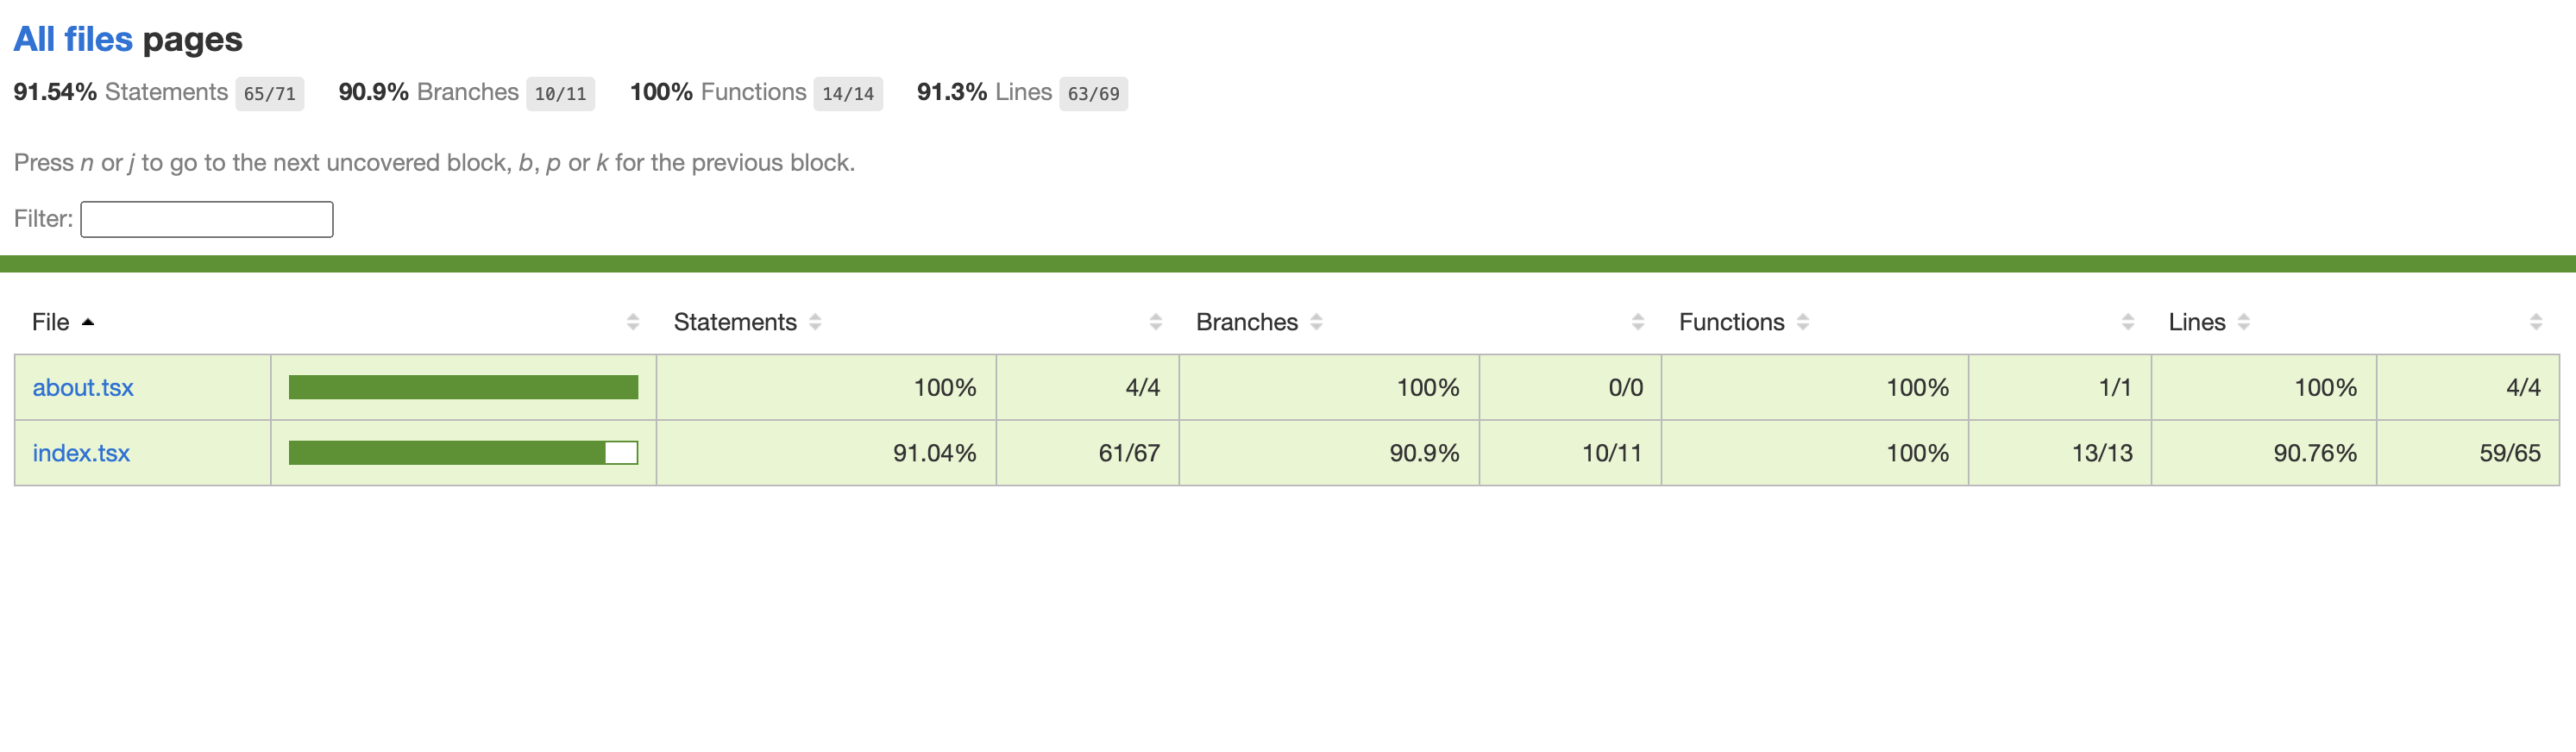 All files pages
91.54% Statements 65/71 90.9% Branches 10/11 100% Functions 14/14 91.3% Lines 63/69
Press n or j to go to the next uncovered block, b, p or k for the previous block.
Filter:
File Statements Branches Functions Lines
about.tsx 100% 4/4 100% 0/0 100% 1/1 100% 4/4
index.tsx 91.04% 61/67 90.9% 10/11 100% 13/13 90.76% 59/65